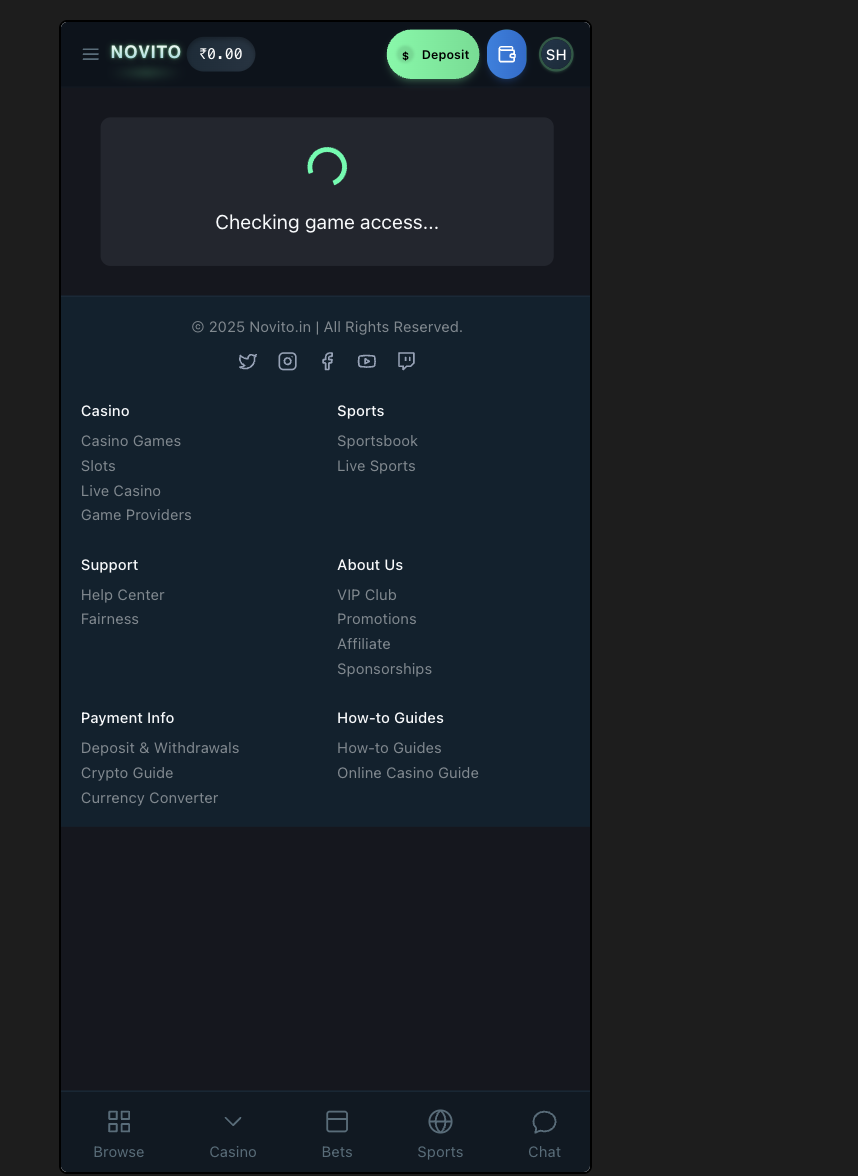 NOVITO ₹0.00 $ Deposit SH
Checking game access...
© 2025 Novito.in | All Rights Reserved.
Casino
Casino Games
Slots
Live Casino
Game Providers
Sports
Sportsbook
Live Sports
Support
Help Center
Fairness
About Us
VIP Club
Promotions
Affiliate
Sponsorships
Payment Info
Deposit & Withdrawals
Crypto Guide
Currency Converter
How-to Guides
How-to Guides
Online Casino Guide
Browse Casino Bets Sports Chat